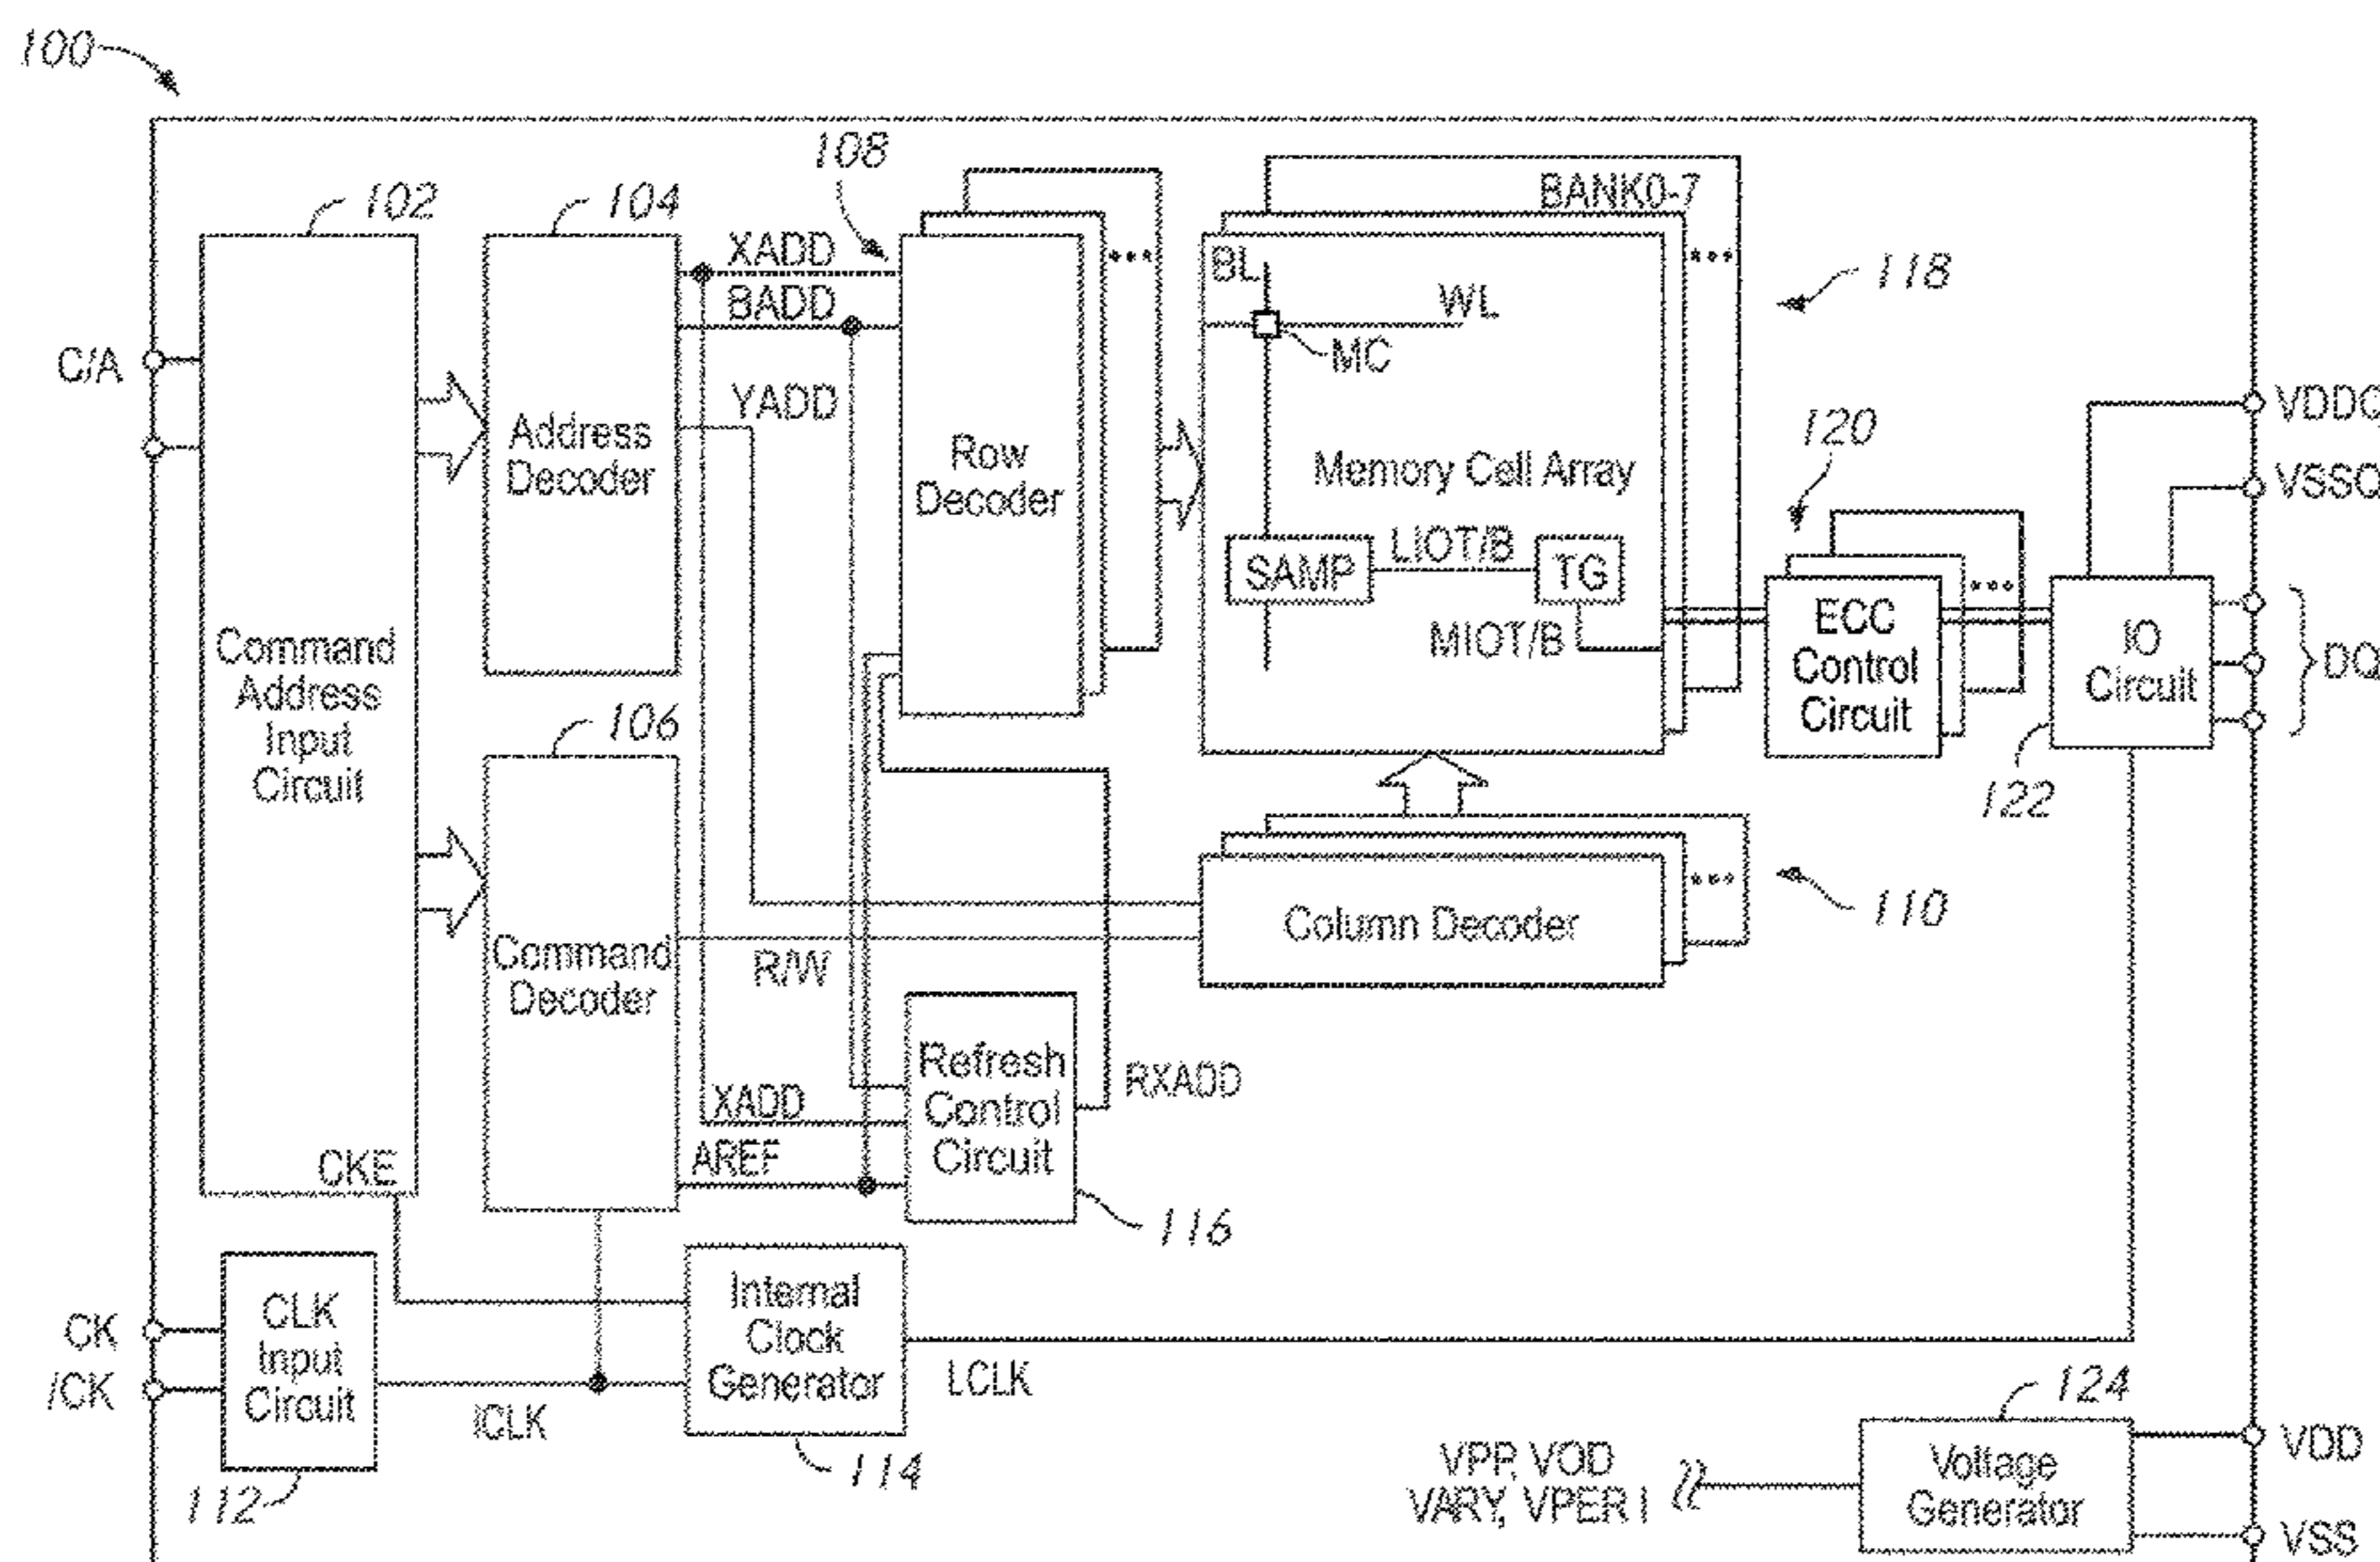 100
108
BANK0-7
102
104
XADD
BL
118
BADD
WL
C/A
MC
YADD
VDDQ
120
Address
Decoder
Row
Decoder
Memory Cell Array
VSSQ
LIOT/B
SAMP
TG
Command
Address
Input
Circuit
MIOT/B
ECC
Control
Circuit
IO
Circuit
DQ
106
122
Command
Decoder
R/W
Column Decoder
110
Refresh
Control
Circuit
RXADD
XADD
AREF
CKE
116
CK
/CK
CLK
Input
Circuit
Internal
Clock
Generator
LCLK
ICLK
112
114
124
VPP, VOD
VARY, VPER I
Voltage
Generator
VDD
VSS